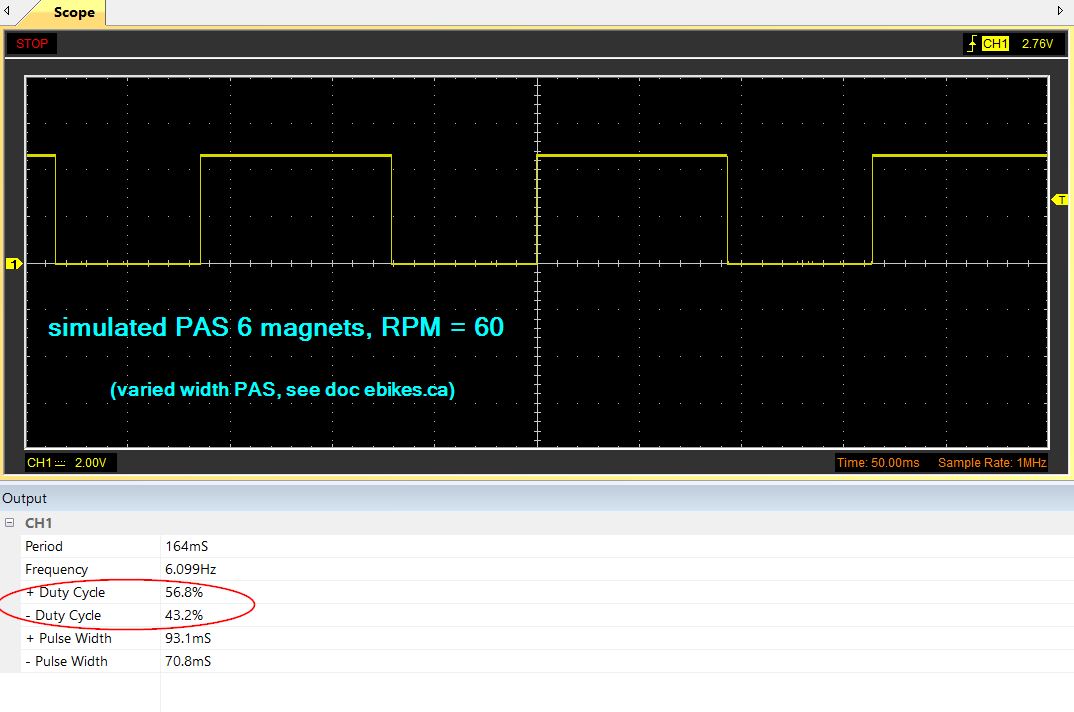 Scope
STOP
CH1 2.76V
T
1
simulated PAS 6 magnets, RPM = 60
(varied width PAS, see doc ebikes.ca)
CH1 2.00V
Time: 50.00ms Sample Rate: 1MHz
Output
CH1
Period 164mS
Frequency 6.099Hz
+ Duty Cycle 56.8%
- Duty Cycle 43.2%
+ Pulse Width 93.1mS
- Pulse Width 70.8mS